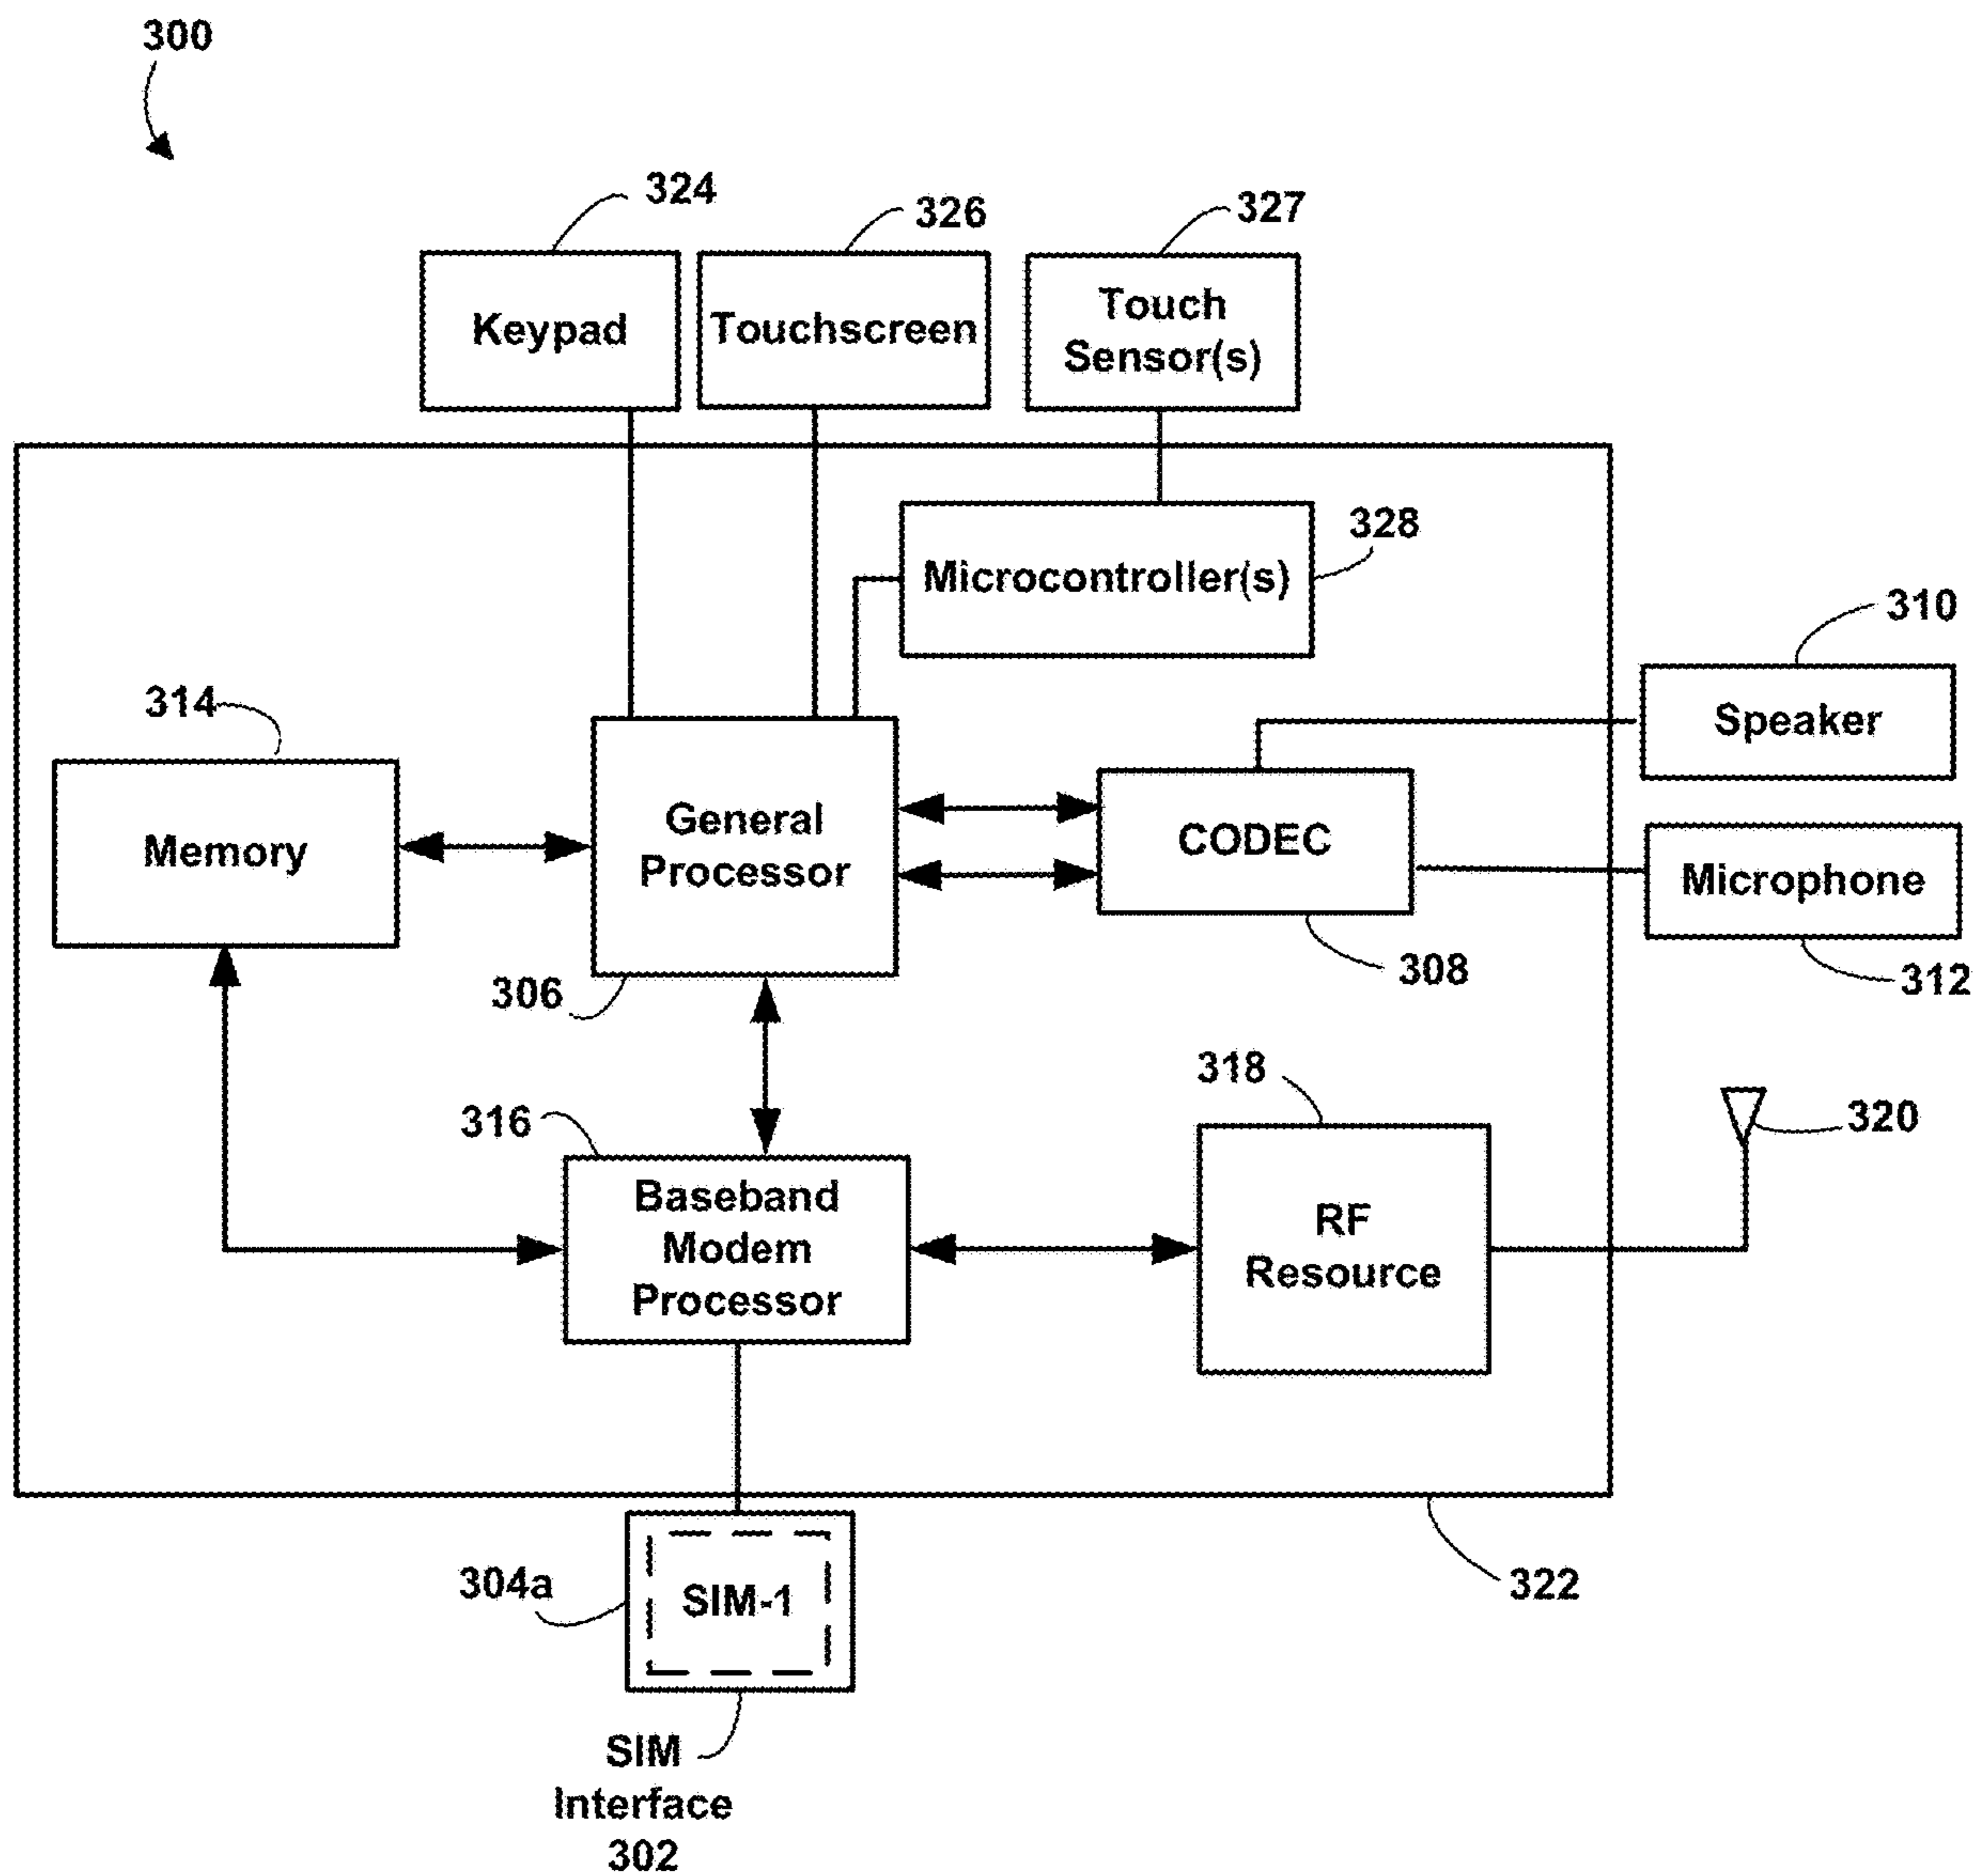 300
324
326
327
Keypad
Touchscreen
Touch
Sensor(s)
328
Microcontroller(s)
310
Speaker
314
Memory
General
Processor
306
CODEC
308
Microphone
312
318
320
316
Baseband
Modem
Processor
RF
Resource
322
304a
SIM-1
SIM
Interface
302